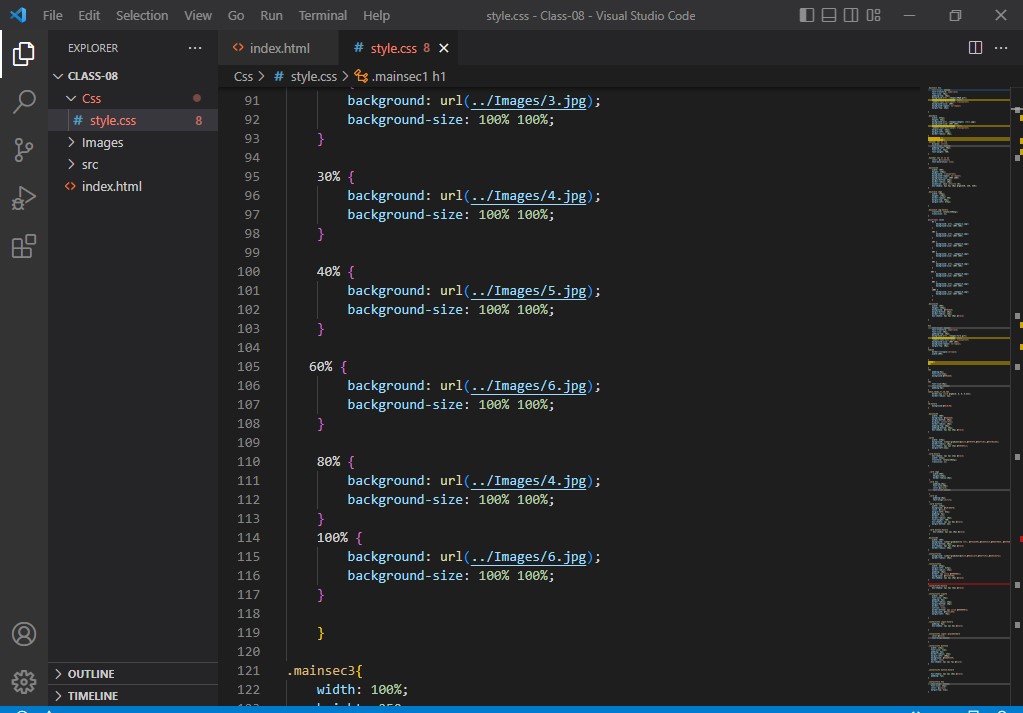 File Edit Selection View Go Run Terminal Help style.css - Class-08 - Visual Studio Code
EXPLORER ...
CLASS-08
Css
# style.css 8
Images
src
<> index.html
OUTLINE
TIMELINE
<> index.html # style.css 8 ×
Css > # style.css > .mainsec1 h1
91 background: url(../Images/3.jpg);
92 background-size: 100% 100%;
93 }
94
95 30% {
96 background: url(../Images/4.jpg);
97 background-size: 100% 100%;
98 }
99
100 40% {
101 background: url(../Images/5.jpg);
102 background-size: 100% 100%;
103 }
104
105 60% {
106 background: url(../Images/6.jpg);
107 background-size: 100% 100%;
108 }
109
110 80% {
111 background: url(../Images/4.jpg);
112 background-size: 100% 100%;
113 }
114 100% {
115 background: url(../Images/6.jpg);
116 background-size: 100% 100%;
117 }
118
119 }
120
121 .mainsec3{
122 width: 100%;